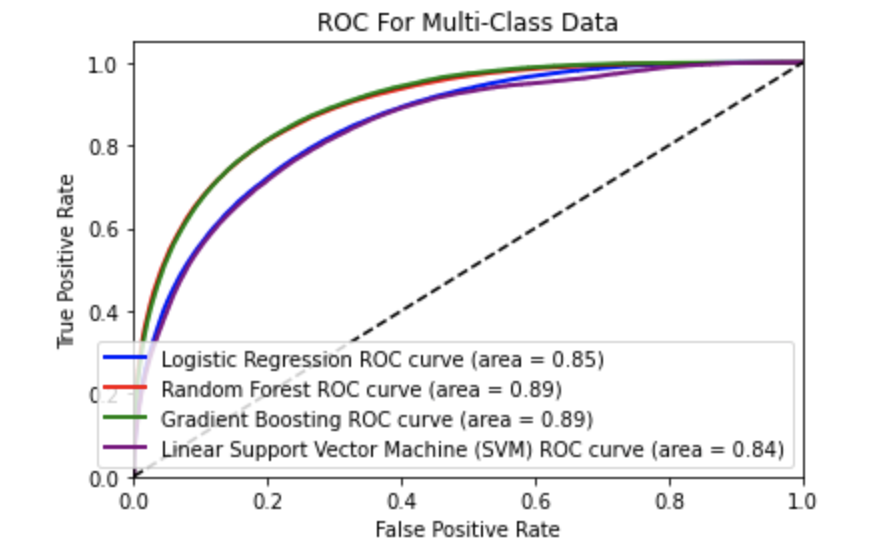 ROC For Multi-Class Data
1.0
0.8
0.6
0.4
0.2
0.0
True Positive Rate
Logistic Regression ROC curve (area = 0.85)
Random Forest ROC curve (area = 0.89)
Gradient Boosting ROC curve (area = 0.89)
Linear Support Vector Machine (SVM) ROC curve (area = 0.84)
0.0 0.2 0.4 0.6 0.8 1.0
False Positive Rate